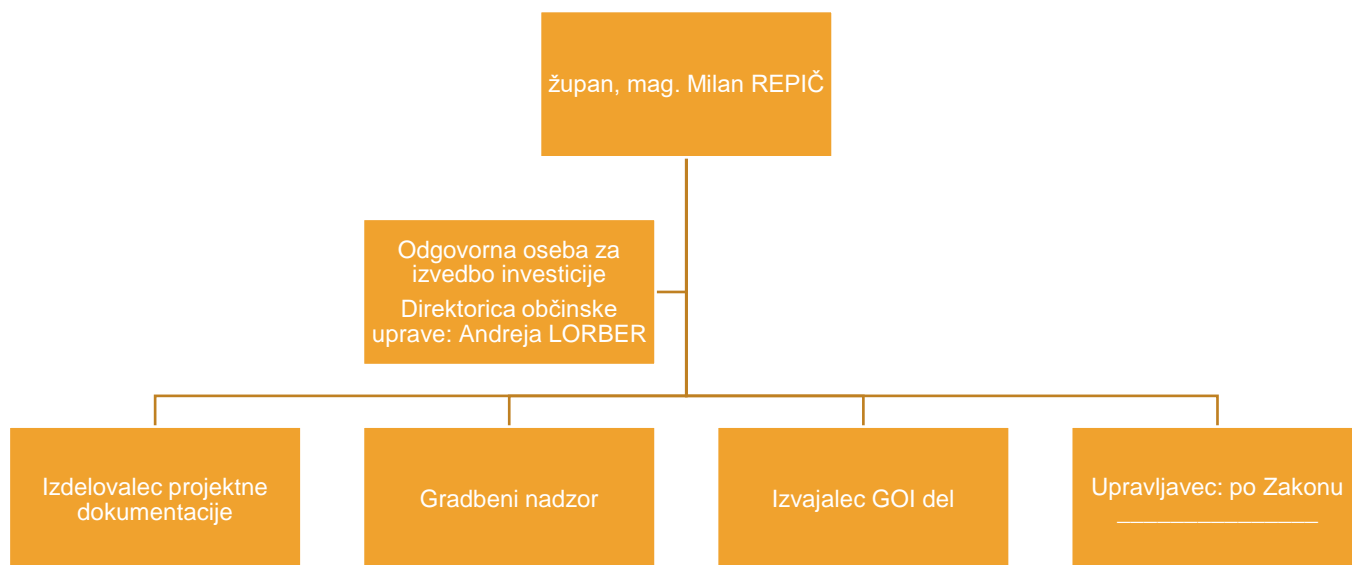 župan, mag. Milan REPIČ
Odgovorna oseba za
izvedbo investicije
Direktorica občinske
uprave: Andreja LORBER
Izdelovalec projektne
dokumentacije
Gradbeni nadzor
Izvajalec GOI del
Upravljavec: po Zakonu
_______________